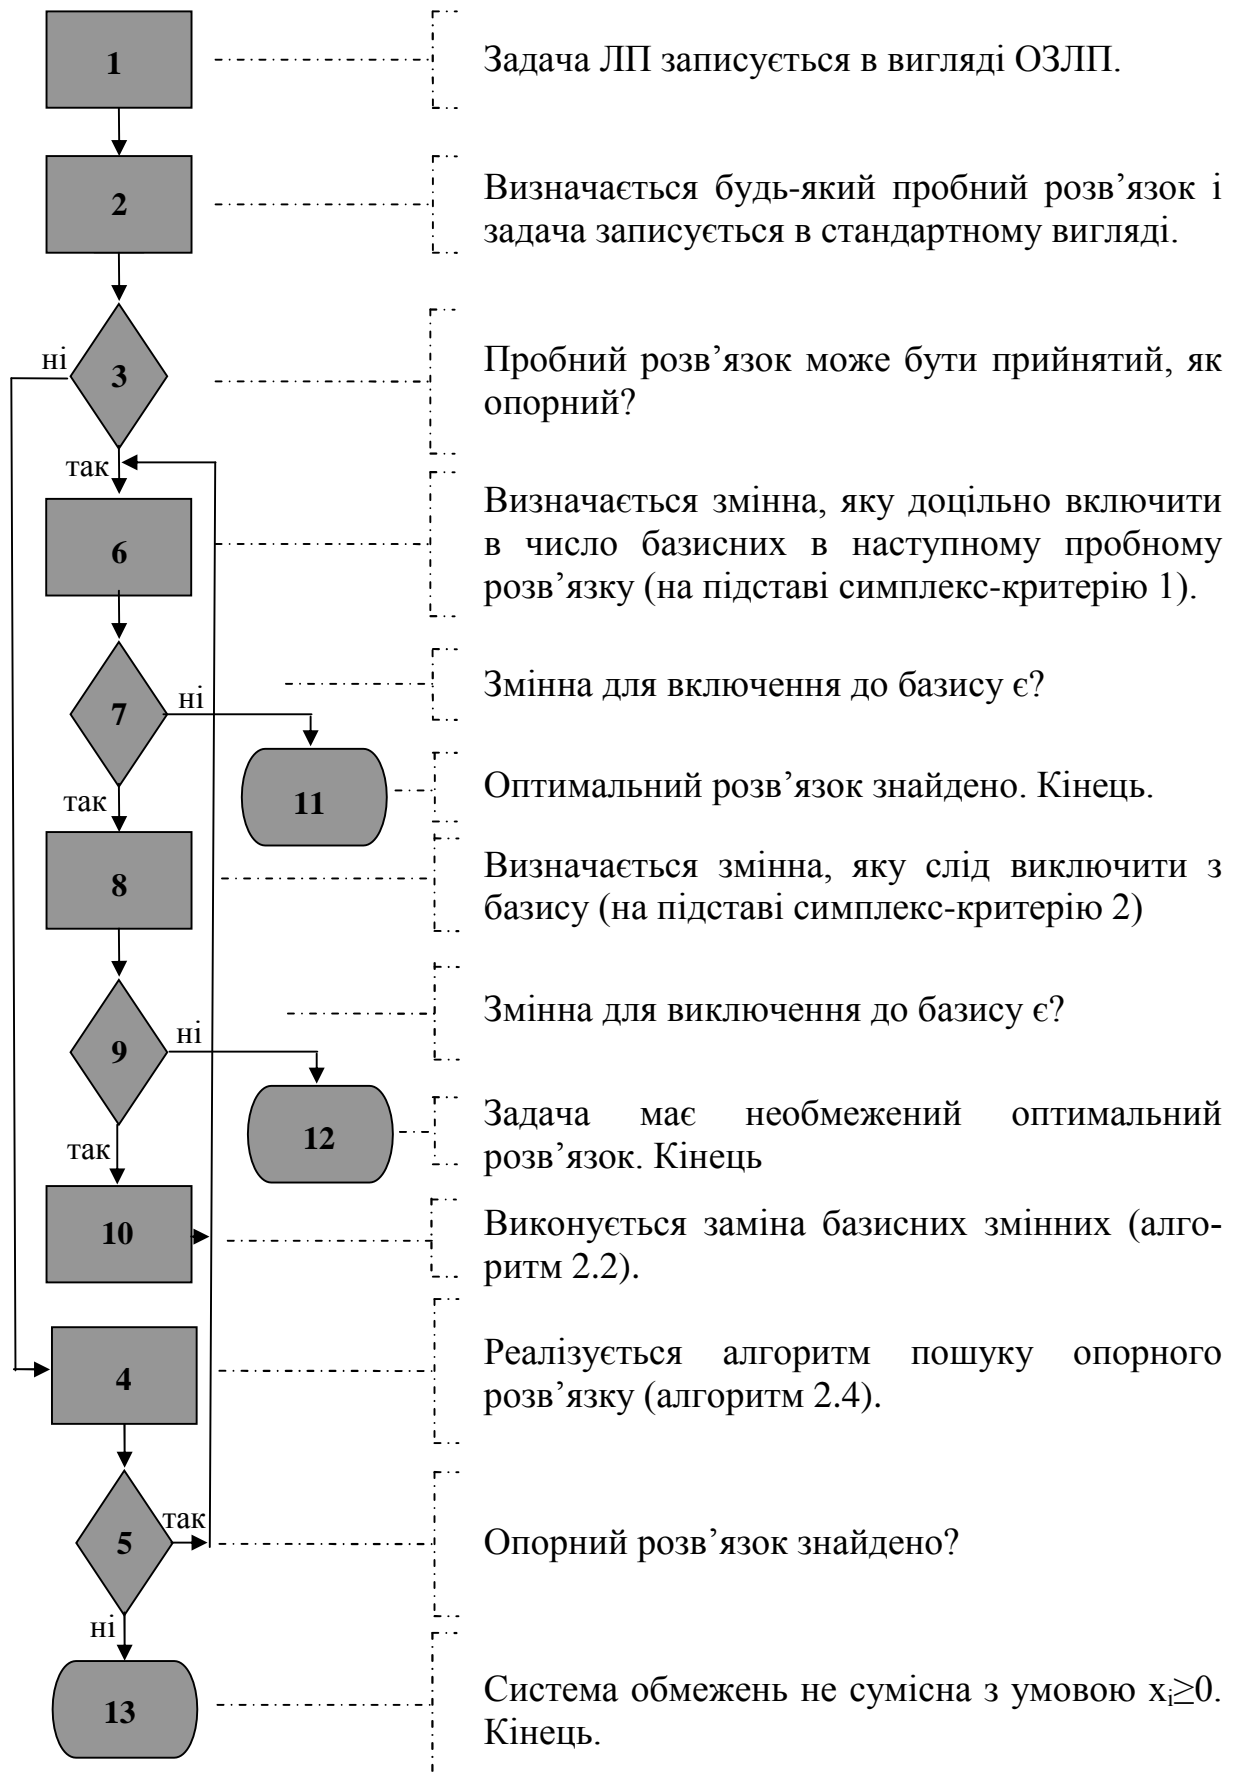 1
Задача ЛП записується в вигляді ОЗЛП.
2
Визначається будь-який пробний розв’язок і
задача записується в стандартному вигляді.
ні
3
Пробний розв’язок може бути прийнятий, як
опорний?
так
6
Визначається змінна, яку доцільно включити
в число базисних в наступному пробному
розв’язку (на підставі симплекс-критерію 1).
7
ні
Змінна для включення до базису є?
так
11
Оптимальний розв’язок знайдено. Кінець.
8
Визначається змінна, яку слід виключити з
базису (на підставі симплекс-критерію 2)
9
ні
Змінна для виключення до базису є?
так
12
Задача має необмежений оптимальний
розв’язок. Кінець
10
Виконується заміна базисних змінних (алго-
ритм 2.2).
4
Реалізується алгоритм пошуку опорного
розв’язку (алгоритм 2.4).
5
так
Опорний розв’язок знайдено?
ні
13
Система обмежень не сумісна з умовою xᵢ≥0.
Кінець.